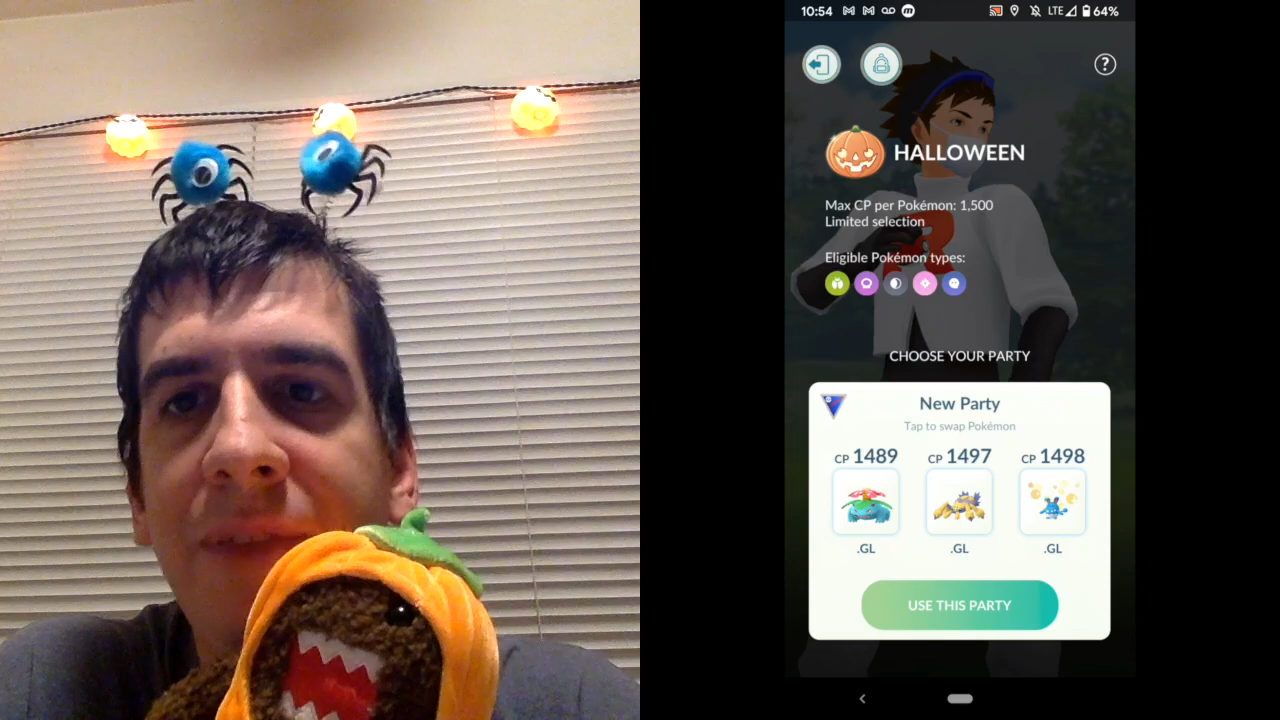 10:54
LTE
64%
?
HALLOWEEN
Max CP per Pokémon: 1,500
Limited selection
Eligible Pokémon types:
CHOOSE YOUR PARTY
New Party
Tap to swap Pokémon
CP 1489 CP 1497 CP 1498
.GL .GL .GL
USE THIS PARTY